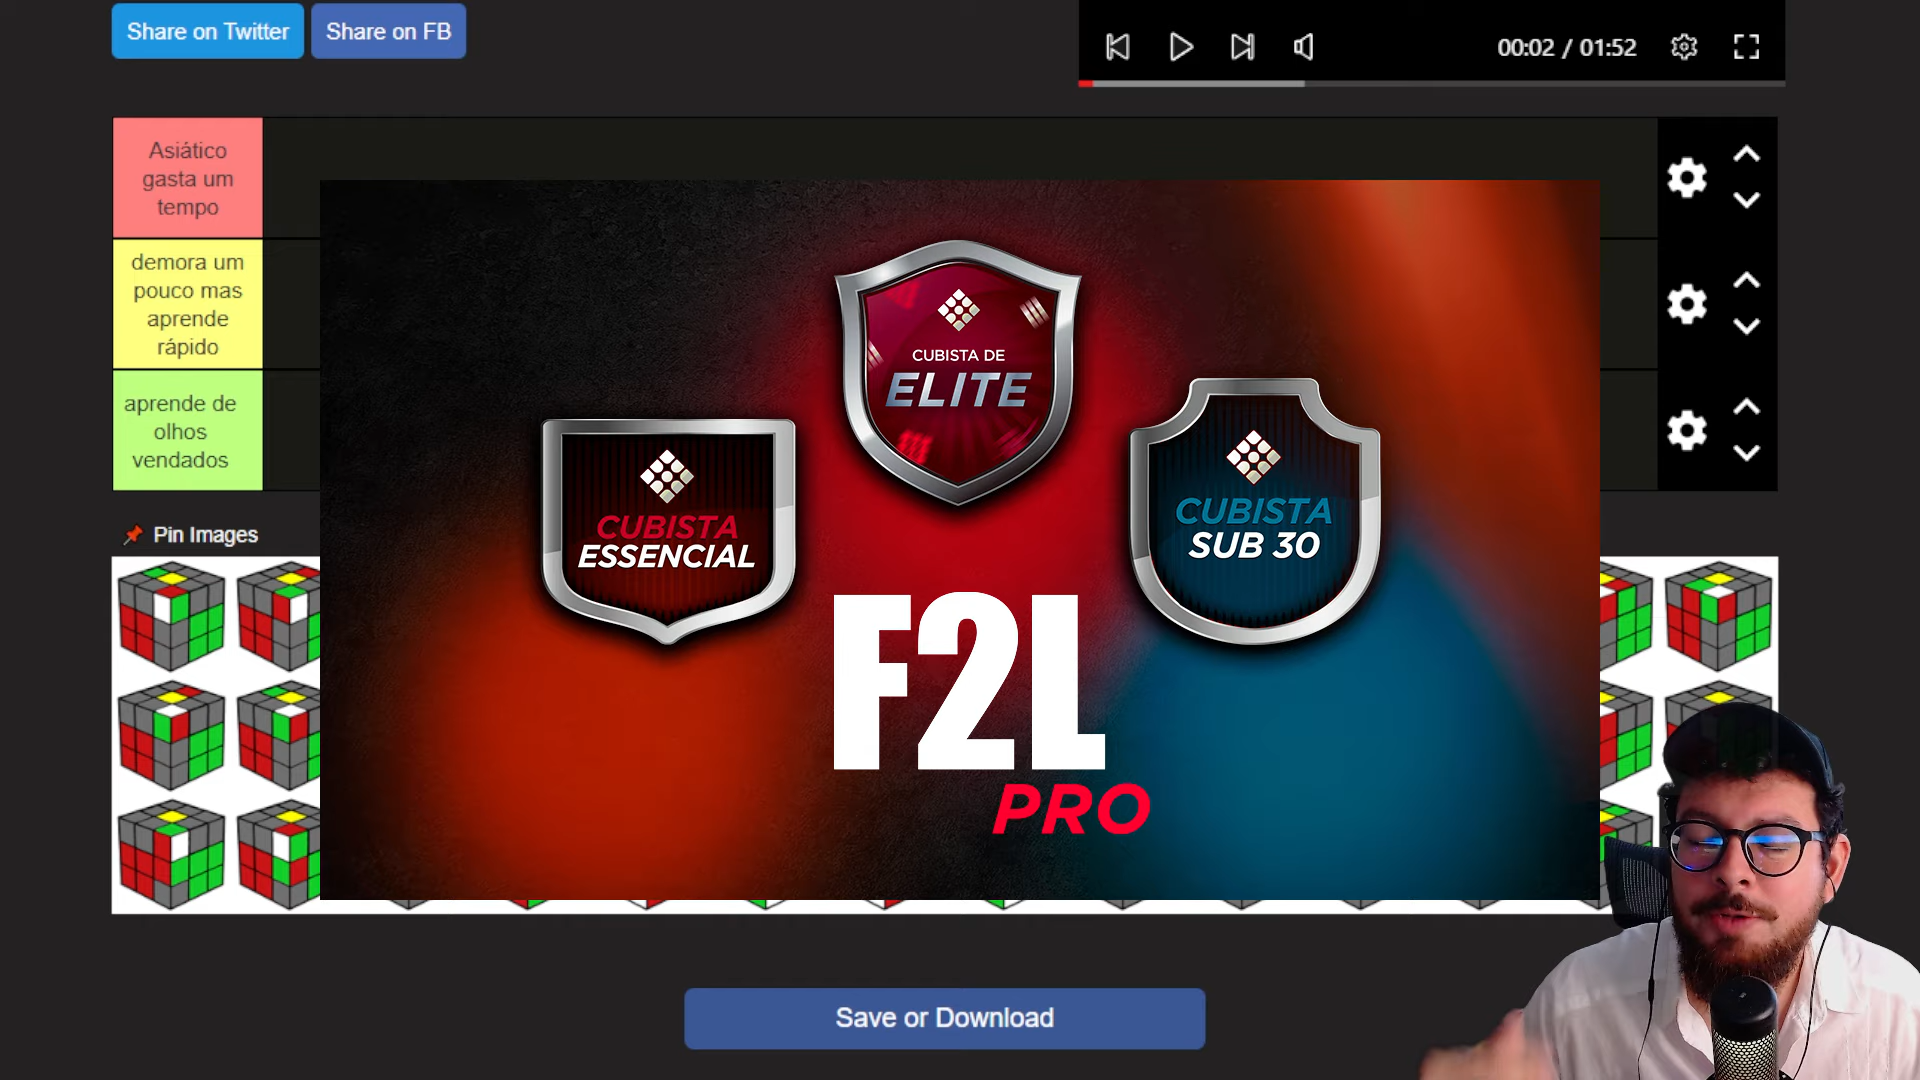 Share on Twitter
Share on FB
00:02 / 01:52
Asiático
gasta um
tempo
demora um
pouco mas
aprende
rápido
aprende de
olhos
vendados
Pin Images
CUBISTA DE
ELITE
CUBISTA
ESSENCIAL
CUBISTA
SUB 30
F2L
PRO
Save or Download